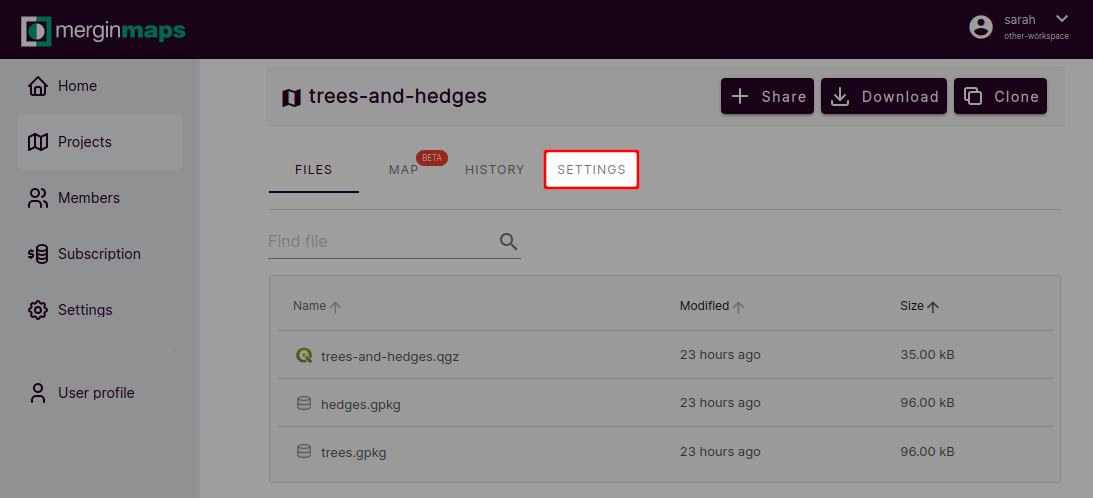 merginmaps
sarah
other-workspace
Home
Projects
Members
Subscription
Settings
User profile
trees-and-hedges
Share
Download
Clone
FILES
MAP BETA
HISTORY
SETTINGS
Find file
Name Modified Size
trees-and-hedges.qgz 23 hours ago 35.00 kB
hedges.gpkg 23 hours ago 96.00 kB
trees.gpkg 23 hours ago 96.00 kB